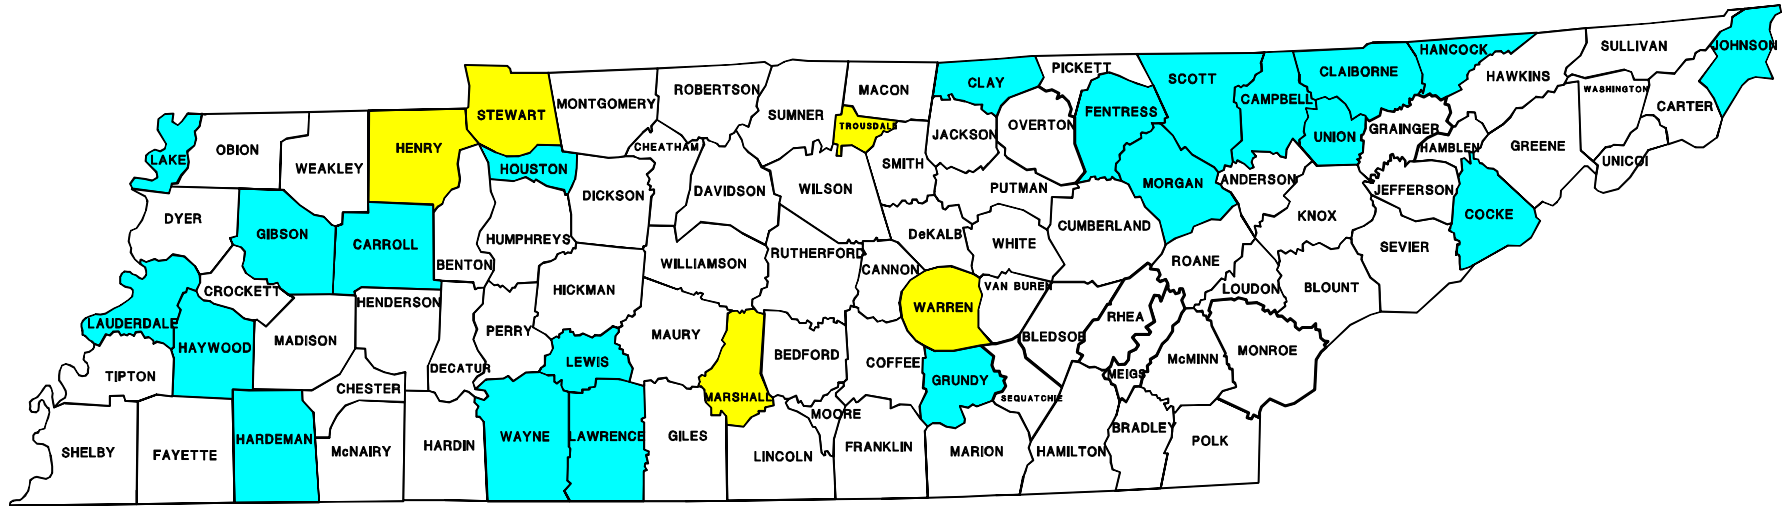 JOHNSON
SULLIVAN
HANCOCK
CLAIBORNE
HAWKINS
PICKETT
SCOTT
CLAY
MACON
ROBERTSON
MONTGOMERY
STEWART
SUMNER
TROUSDALE
CAMPBELL
WASHINGTON
CARTER
FENTRESS
OVERTON
JACKSON
UNION
GRAINGER
HAMBLEN
GREENE
UNICOI
OBION
LAKE
WEAKLEY
HENRY
HOUSTON
CHEATHAM
SMITH
DICKSON
DAVIDSON
WILSON
PUTMAN
MORGAN
ANDERSON
JEFFERSON
COCKE
KNOX
SEVIER
DYER
GIBSON
CARROLL
HUMPHREYS
BENTON
WILLIAMSON
RUTHERFORD
DeKALB
WHITE
CUMBERLAND
CANNON
ROANE
LOUDON
BLOUNT
CROCKETT
HENDERSON
HICKMAN
VAN BUREN
WARREN
LAUDERDALE
HAYWOOD
MADISON
PERRY
MAURY
RHEA
BLEDSOE
BEDFORD
COFFEE
McMINN
MONROE
TIPTON
CHESTER
DECATUR
LEWIS
MARSHALL
GRUNDY
MEIGS
SEQUATCHIE
MOORE
SHELBY
FAYETTE
HARDEMAN
McNAIRY
HARDIN
WAYNE
LAWRENCE
GILES
LINCOLN
FRANKLIN
MARION
HAMILTON
BRADLEY
POLK